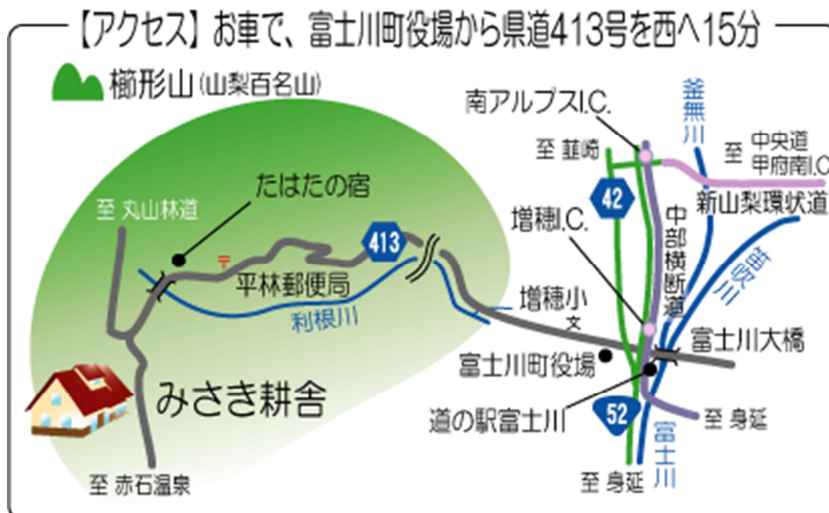 【アクセス】お車で、富士川町役場から県道413号を西へ15分
櫛形山(山梨百名山)
南アルプスI.C.
釜無川
至 韮崎
至 中央道
甲府南I.C
たはたの宿
至 丸山林道
42
増穂I.C.
新山梨環状道
中部横断道
笛吹川
413
〒
平林郵便局
利根川
増穂小
文
富士川大橋
富士川町役場
みさき耕舎
道の駅富士川
52
至 身延
富士川
至 赤石温泉
至 身延